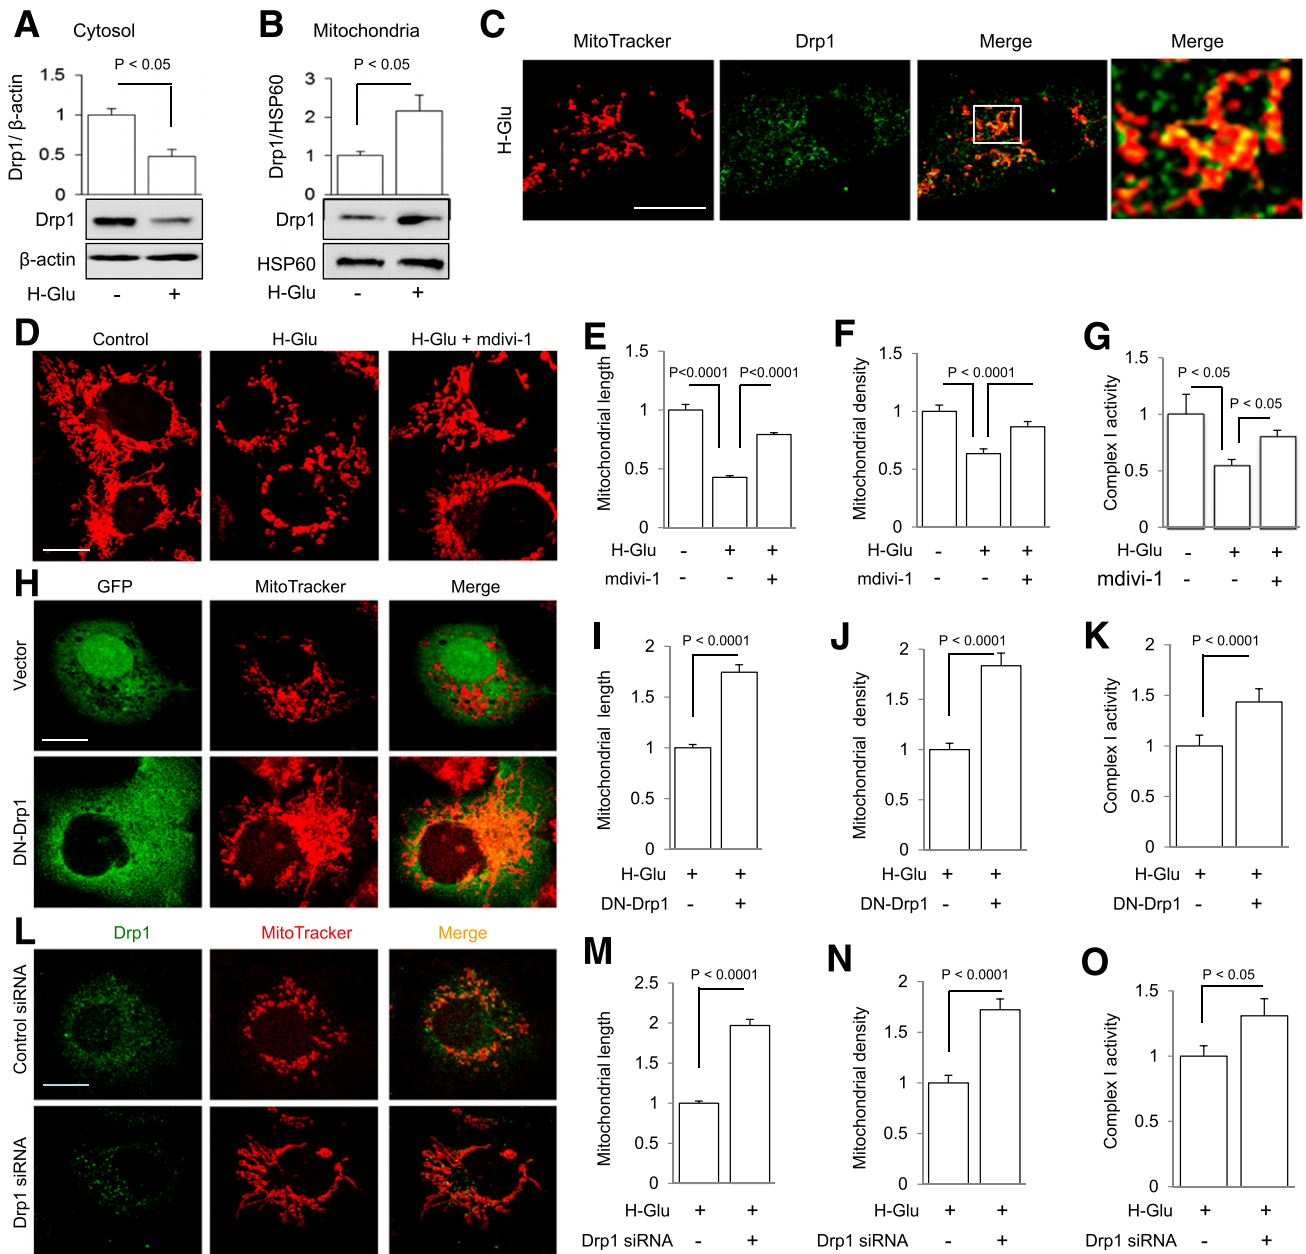 A
Cytosol
P < 0.05
Drp1/ β-actin
1
0.5
0
Drp1
β-actin
H-Glu
-
+
B
Mitochondria
P < 0.05
Drp1/HSP60
3
2
1
0
Drp1
HSP60
H-Glu
-
+
C
MitoTracker
Drp1
Merge
Merge
H-Glu
D
Control
H-Glu
H-Glu + mdivi-1
E
Mitochondrial length
1.5
1
0.5
0
P<0.0001
P<0.0001
H-Glu - + +
mdivi-1 - - +
F
Mitochondrial density
1.5
1
0.5
0
P < 0.0001
H-Glu - + +
mdivi-1 - - +
G
Complex I activity
1.5
1
0.5
0
P < 0.05
P < 0.05
H-Glu - + +
mdivi-1 - - +
H
GFP
MitoTracker
Merge
Vector
DN-Drp1
I
Mitochondrial length
2
1.5
1
0.5
0
P < 0.0001
H-Glu + +
DN-Drp1 - +
J
Mitochondrial density
2
1.5
1
0.5
0
P < 0.0001
H-Glu + +
DN-Drp1 - +
K
Complex I activity
2
1.5
1
0.5
0
P < 0.0001
H-Glu + +
DN-Drp1 - +
L
Drp1
MitoTracker
Merge
Control siRNA
Drp1 siRNA
M
Mitochondrial length
2.5
2
1.5
1
0.5
0
P < 0.0001
H-Glu + +
Drp1 siRNA - +
N
Mitochondrial density
2
1.5
1
0.5
0
P < 0.0001
H-Glu + +
Drp1 siRNA - +
O
Complex I activity
1.5
1
0.5
0
P < 0.05
H-Glu + +
Drp1 siRNA - +